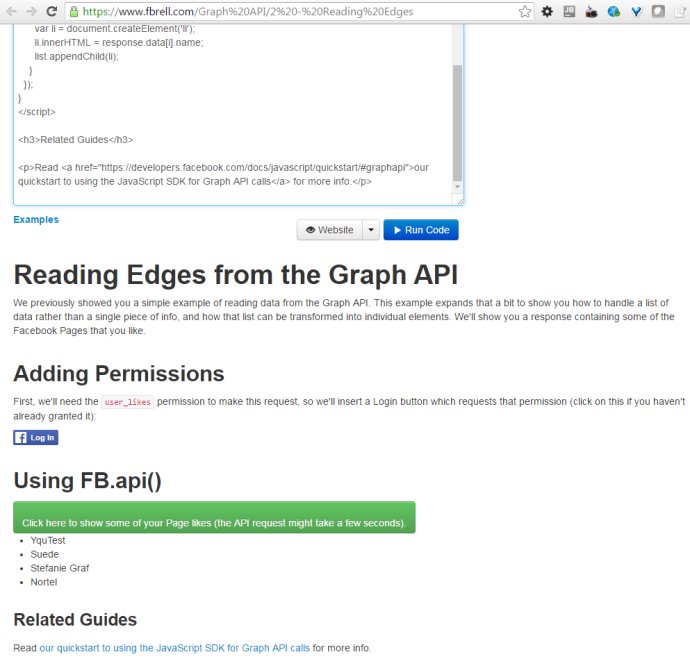 https://www.fbrell.com/Graph%20API/2%20-%20Reading%20Edges
JB
var li = document.createElement('li');
li.innerHTML = response.data[i].name;
list.appendChild(li);
}
});
}
</script>
<h3>Related Guides</h3>
<p>Read <a href="https://developers.facebook.com/docs/javascript/quickstart/#graphapi">our
quickstart to using the JavaScript SDK for Graph API calls</a> for more info.</p>
Examples
Website
Run Code
Reading Edges from the Graph API
We previously showed you a simple example of reading data from the Graph API. This example expands that a bit to show you how to handle a list of
data rather than a single piece of info, and how that list can be transformed into individual elements. We'll show you a response containing some of the
Facebook Pages that you like.
Adding Permissions
First, we'll need the user_likes permission to make this request, so we'll insert a Login button which requests that permission (click on this if you haven't
already granted it):
f Log In
Using FB.api()
Click here to show some of your Page likes (the API request might take a few seconds).
• YquTest
• Suede
• Stefanie Graf
• Nortel
Related Guides
Read our quickstart to using the JavaScript SDK for Graph API calls for more info.